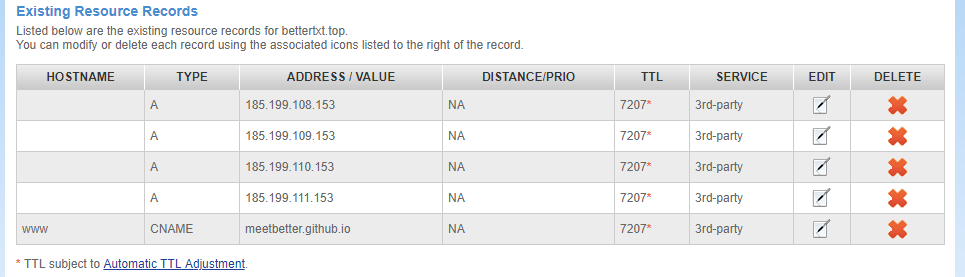 Existing Resource Records
Listed below are the existing resource records for bettertxt.top.
You can modify or delete each record using the associated icons listed to the right of the record.
HOSTNAME TYPE ADDRESS / VALUE DISTANCE/PRIO TTL SERVICE EDIT DELETE
A 185.199.108.153 NA 7207* 3rd-party
A 185.199.109.153 NA 7207* 3rd-party
A 185.199.110.153 NA 7207* 3rd-party
A 185.199.111.153 NA 7207* 3rd-party
www CNAME meetbetter.github.io NA 7207* 3rd-party
* TTL subject to Automatic TTL Adjustment.